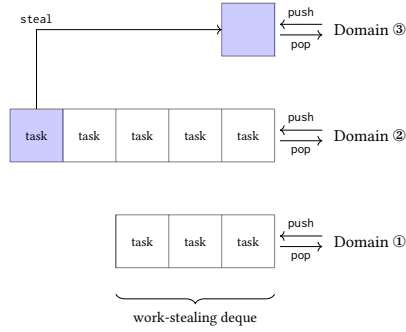 steal
push
pop
Domain ③
task task task task task
push
pop
Domain ②
task task task
push
pop
Domain ①
work-stealing deque